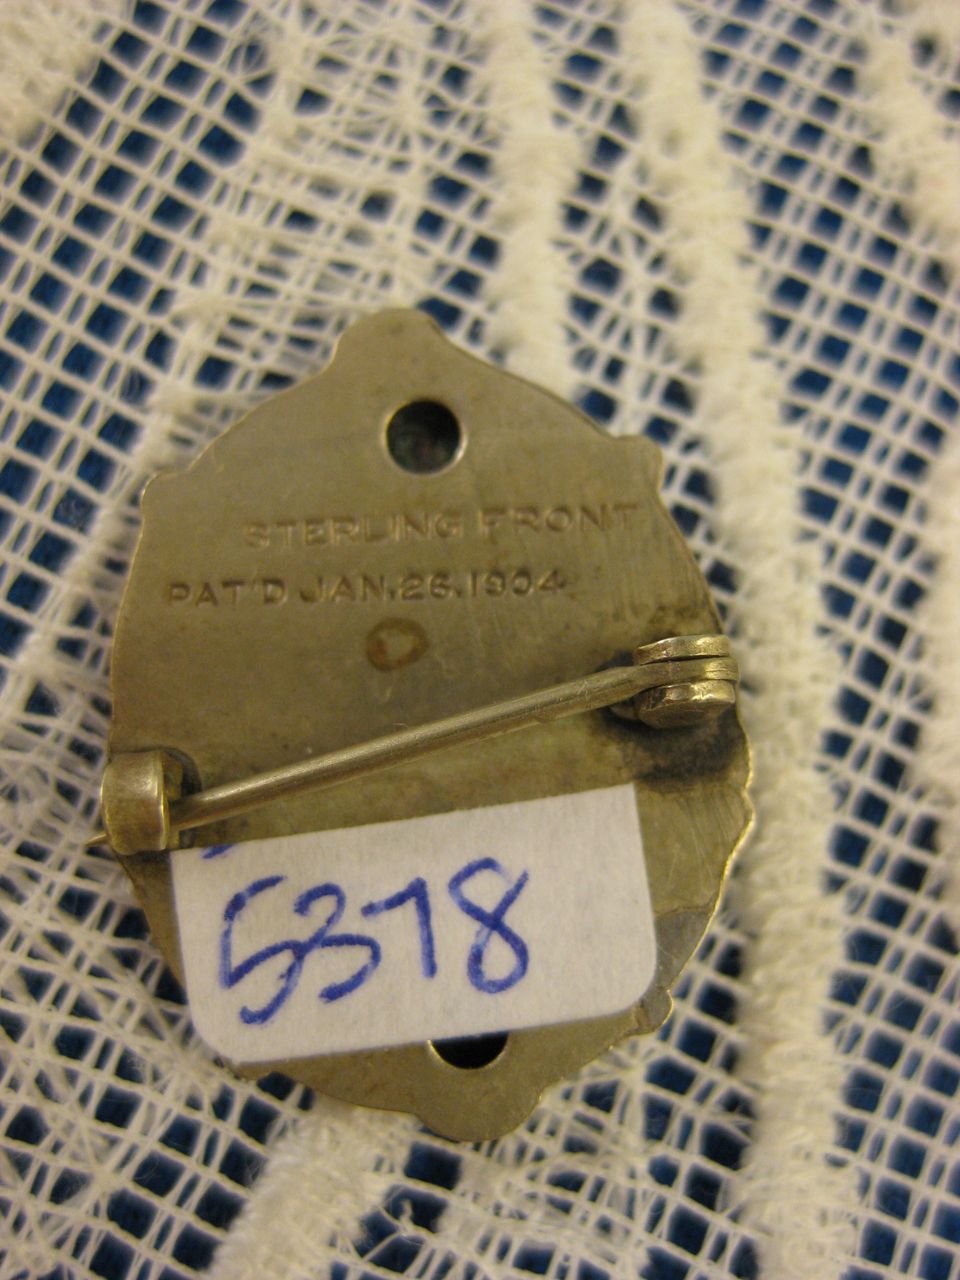 STERLING FRONT
PAT'D JAN.26.1904
5378